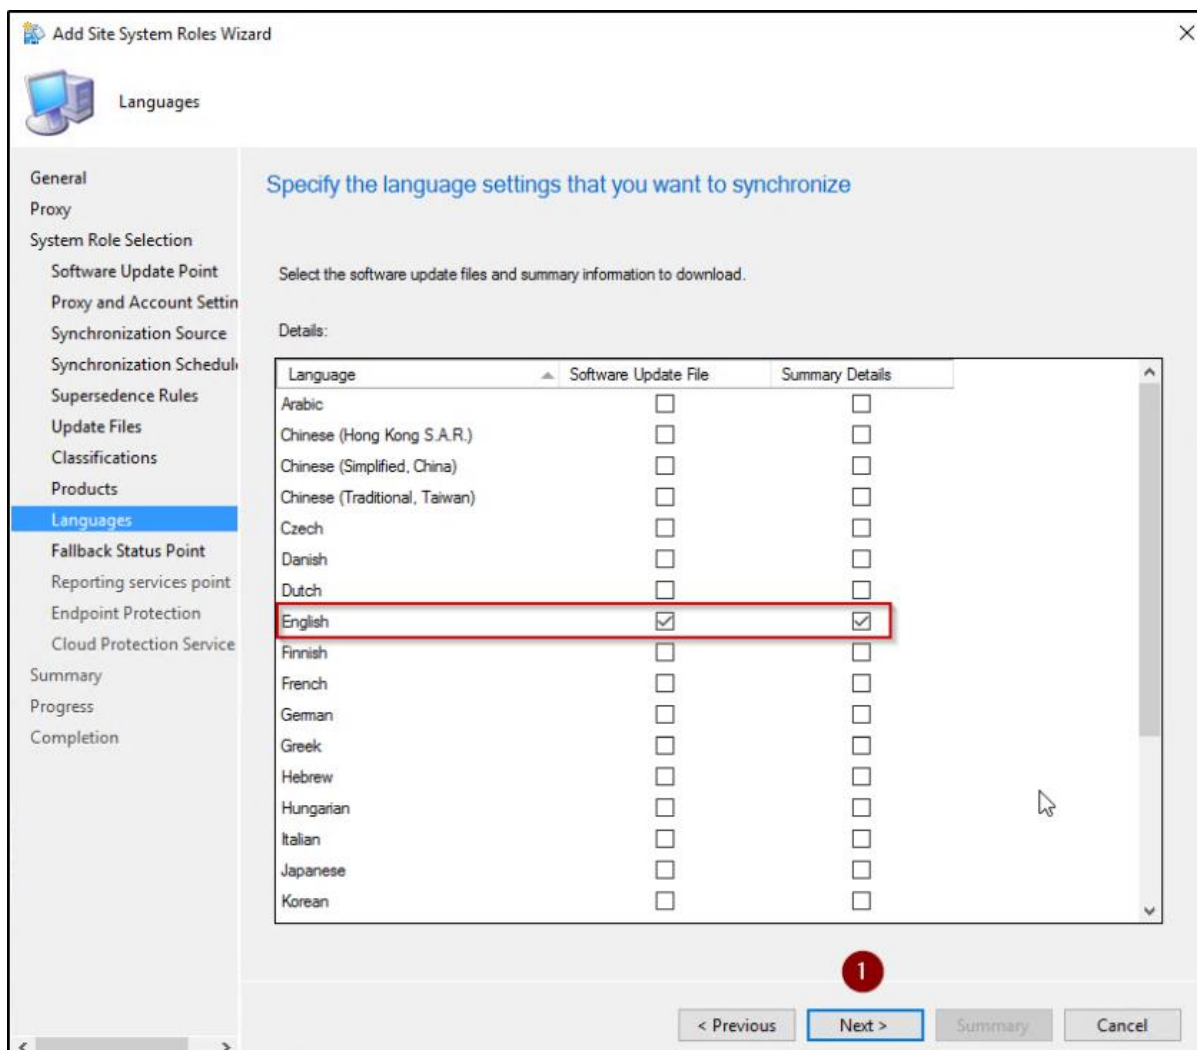 Add Site System Roles Wizard
Languages
General
Proxy
System Role Selection
Software Update Point
Proxy and Account Settin
Synchronization Source
Synchronization Schedul
Supersedence Rules
Update Files
Classifications
Products
Languages
Fallback Status Point
Reporting services point
Endpoint Protection
Cloud Protection Service
Summary
Progress
Completion
Specify the language settings that you want to synchronize
Select the software update files and summary information to download.
Details:
Language Software Update File Summary Details
Arabic
Chinese (Hong Kong S.A.R.)
Chinese (Simplified, China)
Chinese (Traditional, Taiwan)
Czech
Danish
Dutch
English
Finnish
French
German
Greek
Hebrew
Hungarian
Italian
Japanese
Korean
1
< Previous Next > Summary Cancel